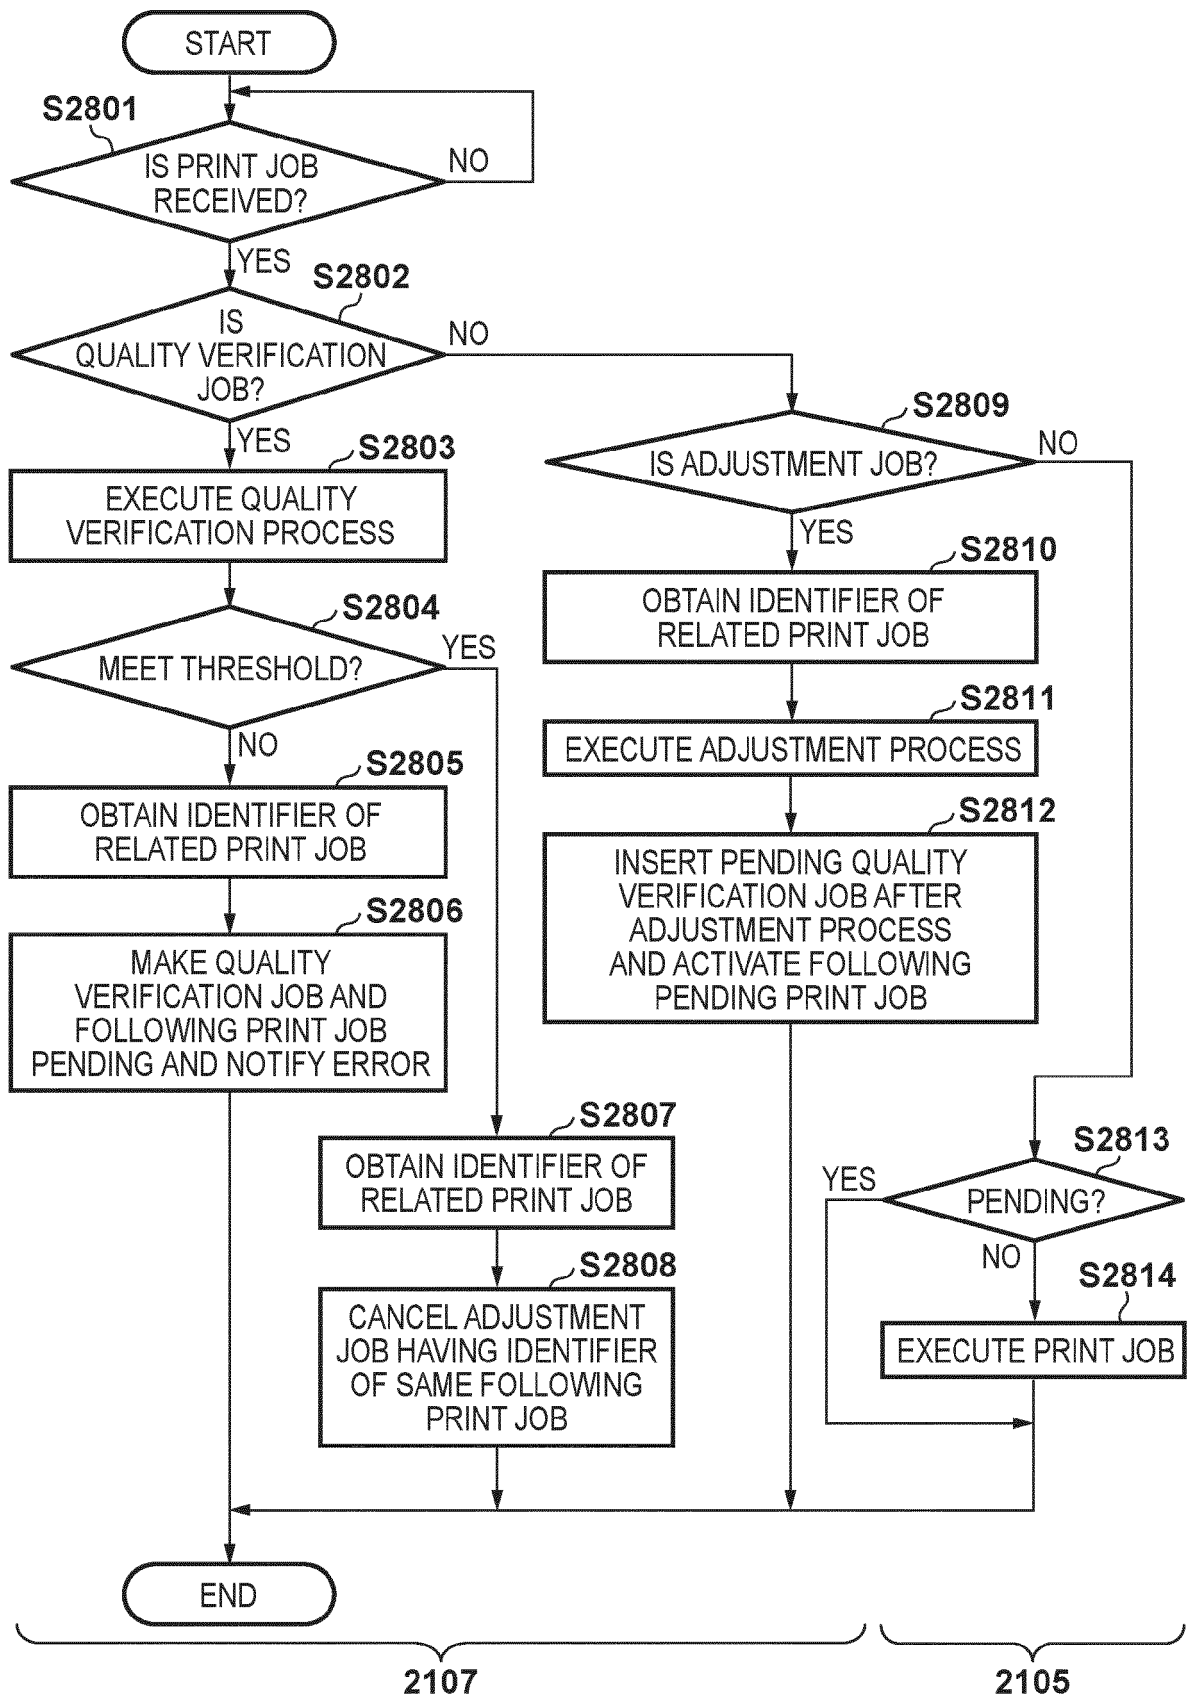 START
S2801
IS PRINT JOB
RECEIVED?
NO
YES
S2802
IS
QUALITY VERIFICATION
JOB?
NO
YES
S2803
EXECUTE QUALITY
VERIFICATION PROCESS
S2804
MEET THRESHOLD?
YES
NO
S2805
OBTAIN IDENTIFIER OF
RELATED PRINT JOB
S2806
MAKE QUALITY
VERIFICATION JOB AND
FOLLOWING PRINT JOB
PENDING AND NOTIFY ERROR
S2807
OBTAIN IDENTIFIER OF
RELATED PRINT JOB
S2808
CANCEL ADJUSTMENT
JOB HAVING IDENTIFIER
OF SAME FOLLOWING
PRINT JOB
S2809
IS ADJUSTMENT JOB?
NO
YES
S2810
OBTAIN IDENTIFIER OF
RELATED PRINT JOB
S2811
EXECUTE ADJUSTMENT PROCESS
S2812
INSERT PENDING QUALITY
VERIFICATION JOB AFTER
ADJUSTMENT PROCESS
AND ACTIVATE FOLLOWING
PENDING PRINT JOB
S2813
PENDING?
YES
NO
S2814
EXECUTE PRINT JOB
END
2107
2105